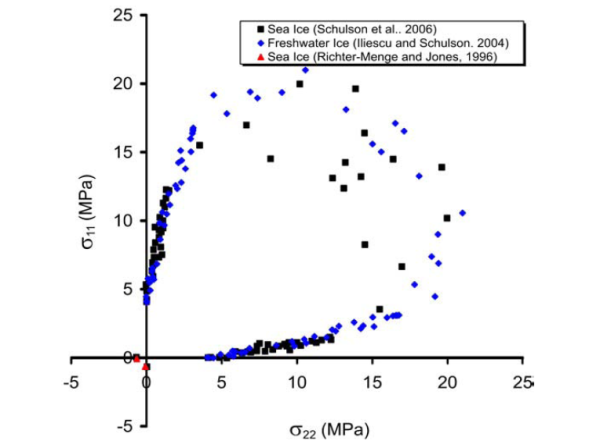 25
Sea Ice (Schulson et al.. 2006)
Freshwater Ice (Iliescu and Schulson. 2004)
Sea Ice (Richter-Menge and Jones, 1996)
20
15
σ11 (MPa)
10
5
0
-5 0 5 10 15 20 25
-5
σ22 (MPa)